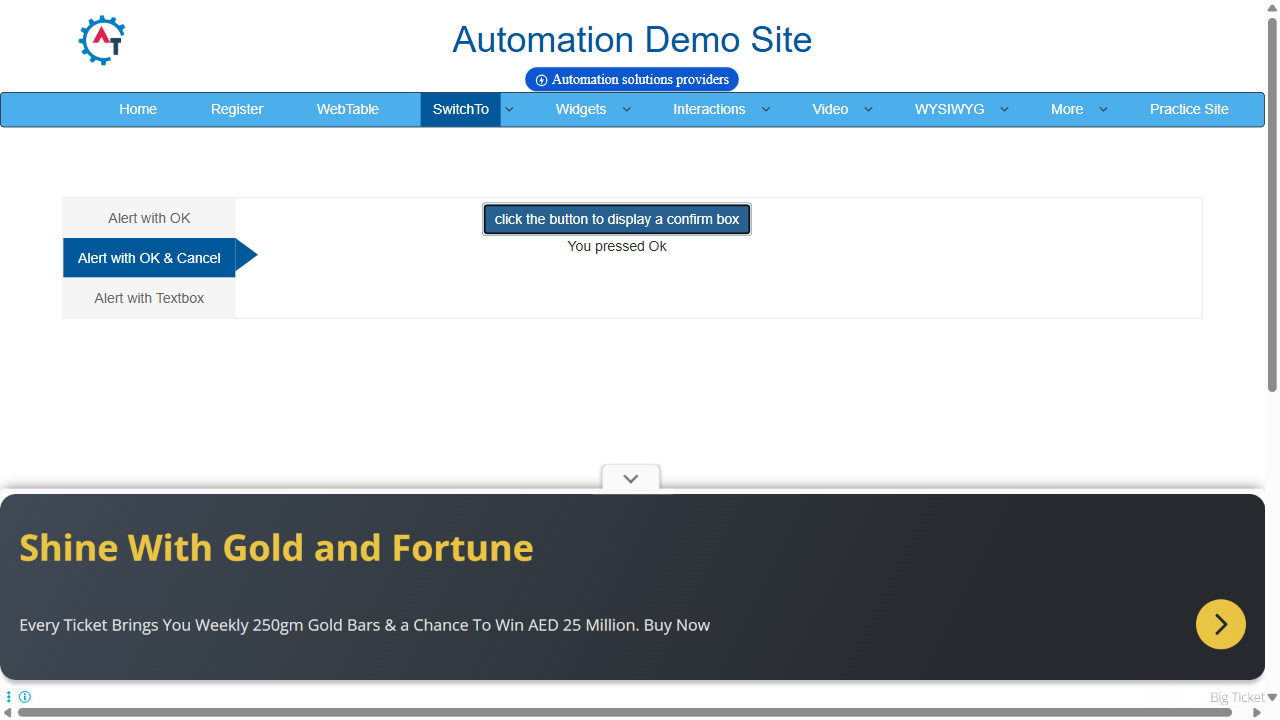 AT
Automation Demo Site
Automation solutions providers
Home
Register
WebTable
SwitchTo
Widgets
Interactions
Video
WYSIWYG
More
Practice Site
Alert with OK
Alert with OK & Cancel
Alert with Textbox
click the button to display a confirm box
You pressed Ok
Shine With Gold and Fortune
Every Ticket Brings You Weekly 250gm Gold Bars & a Chance To Win AED 25 Million. Buy Now
Big Ticket